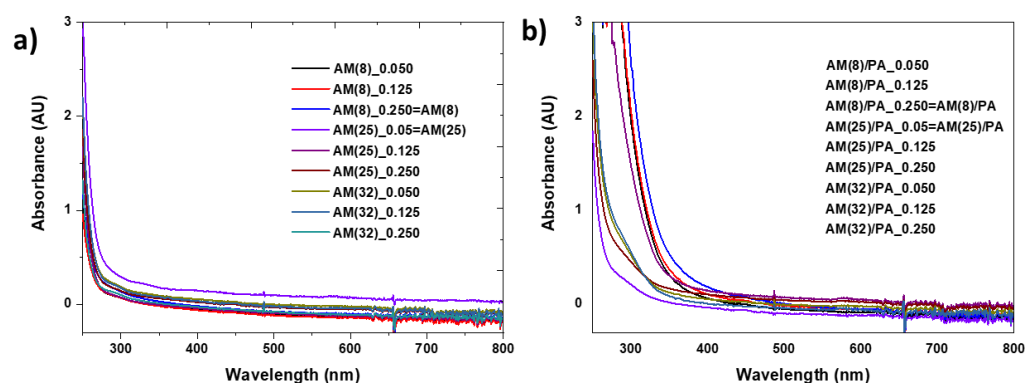 a)
3
2
1
0
Absorbance (AU)
AM(8)_0.050
AM(8)_0.125
AM(8)_0.250=AM(8)
AM(25)_0.05=AM(25)
AM(25)_0.125
AM(25)_0.250
AM(32)_0.050
AM(32)_0.125
AM(32)_0.250
300 400 500 600 700 800
Wavelength (nm)
b)
3
2
1
0
Absorbance (AU)
AM(8)/PA_0.050
AM(8)/PA_0.125
AM(8)/PA_0.250=AM(8)/PA
AM(25)/PA_0.05=AM(25)/PA
AM(25)/PA_0.125
AM(25)/PA_0.250
AM(32)/PA_0.050
AM(32)/PA_0.125
AM(32)/PA_0.250
300 400 500 600 700 800
Wavelength (nm)